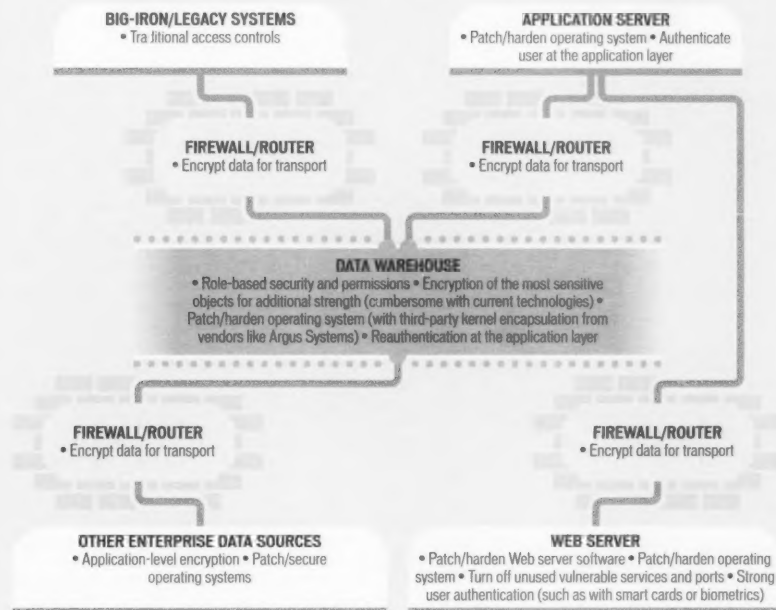 BIG-IRON/LEGACY SYSTEMS
• Tra litional access controls
APPLICATION SERVER
• Patch/harden operating system • Authenticate
user at the application layer
FIREWALL/ROUTER
• Encrypt data for transport
FIREWALL/ROUTER
• Encrypt data for transport
DATA WAREHOUSE
• Role-based security and permissions • Encryption of the most sensitive
objects for additional strength (cumbersome with current technologies) •
Patch/harden operating system (with third-party kernel encapsulation from
vendors like Argus Systems) • Reauthentication at the application layer
FIREWALL/ROUTER
• Encrypt data for transport
FIREWALL/ROUTER
• Encrypt data for transport
OTHER ENTERPRISE DATA SOURCES
• Application-level encryption • Patch/secure
operating systems
WEB SERVER
• Patch/harden Web server software • Patch/harden operating
system • Turn off unused vulnerable services and ports • Strong
user authentication (such as with smart cards or biometrics)